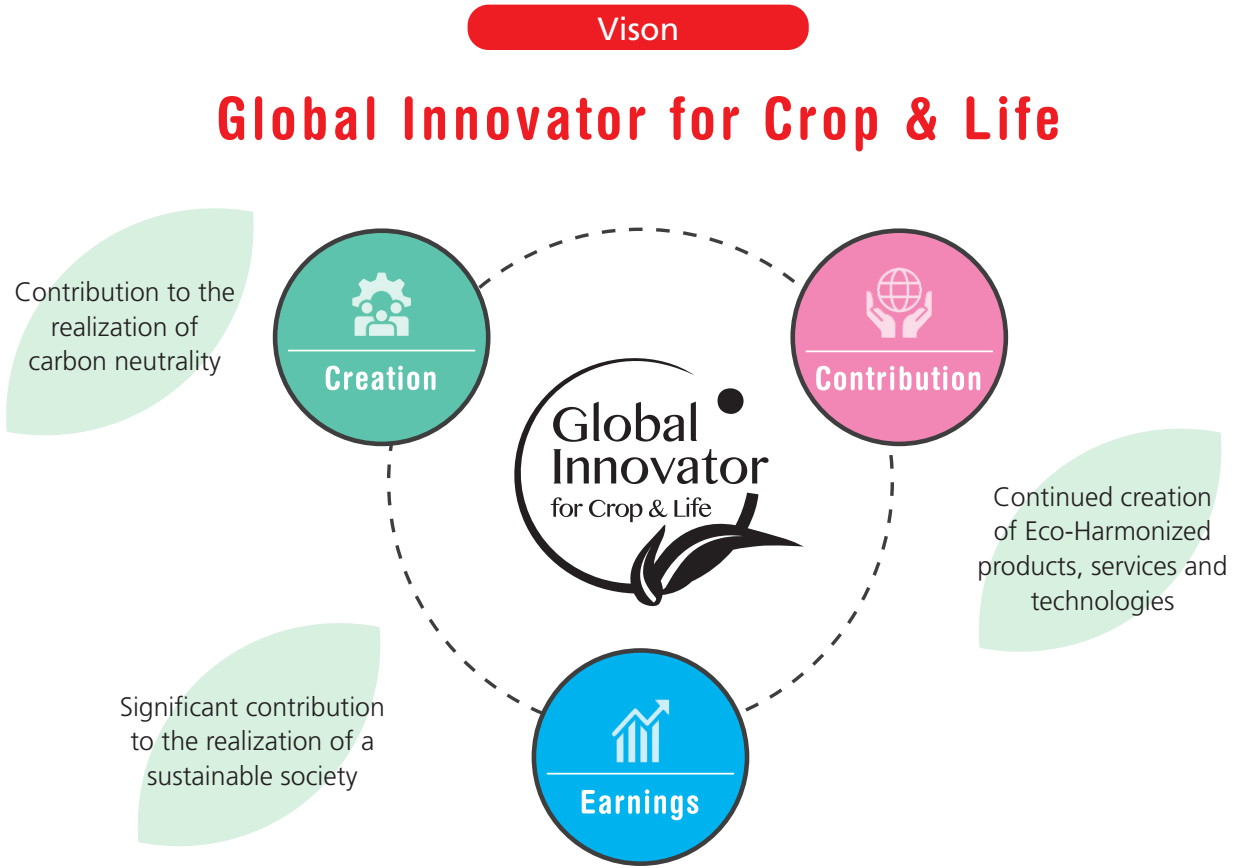 Vison
Global Innovator for Crop & Life
Contribution to the
realization of
carbon neutrality
Creation
Contribution
Global
Innovator
for Crop & Life
Continued creation
of Eco-Harmonized
products, services and
technologies
Significant contribution
to the realization of a
sustainable society
Earnings